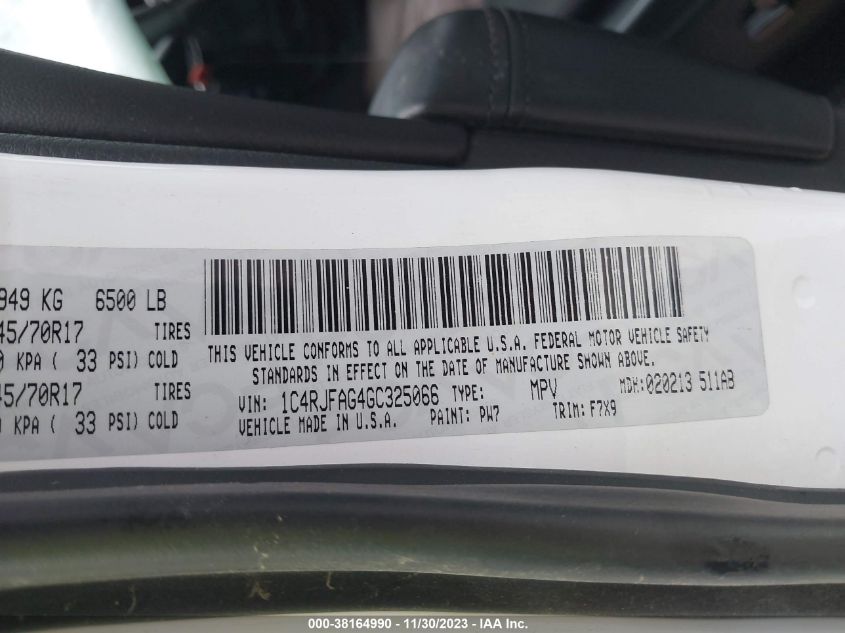 949 KG 6500 LB
45/70R17 TIRES
0 KPA ( 33 PSI) COLD
45/70R17 TIRES
0 KPA ( 33 PSI) COLD
THIS VEHICLE CONFORMS TO ALL APPLICABLE U.S.A. FEDERAL MOTOR VEHICLE SAFETY
STANDARDS IN EFFECT ON THE DATE OF MANUFACTURE SHOWN ABOVE.
VIN: 1C4RJFAG4GC325066 TYPE: MPV MDH:020213 511AB
VEHICLE MADE IN U.S.A. PAINT: PW7 TRIM: F7X9
000-38164990 - 11/30/2023 - IAA, Inc.